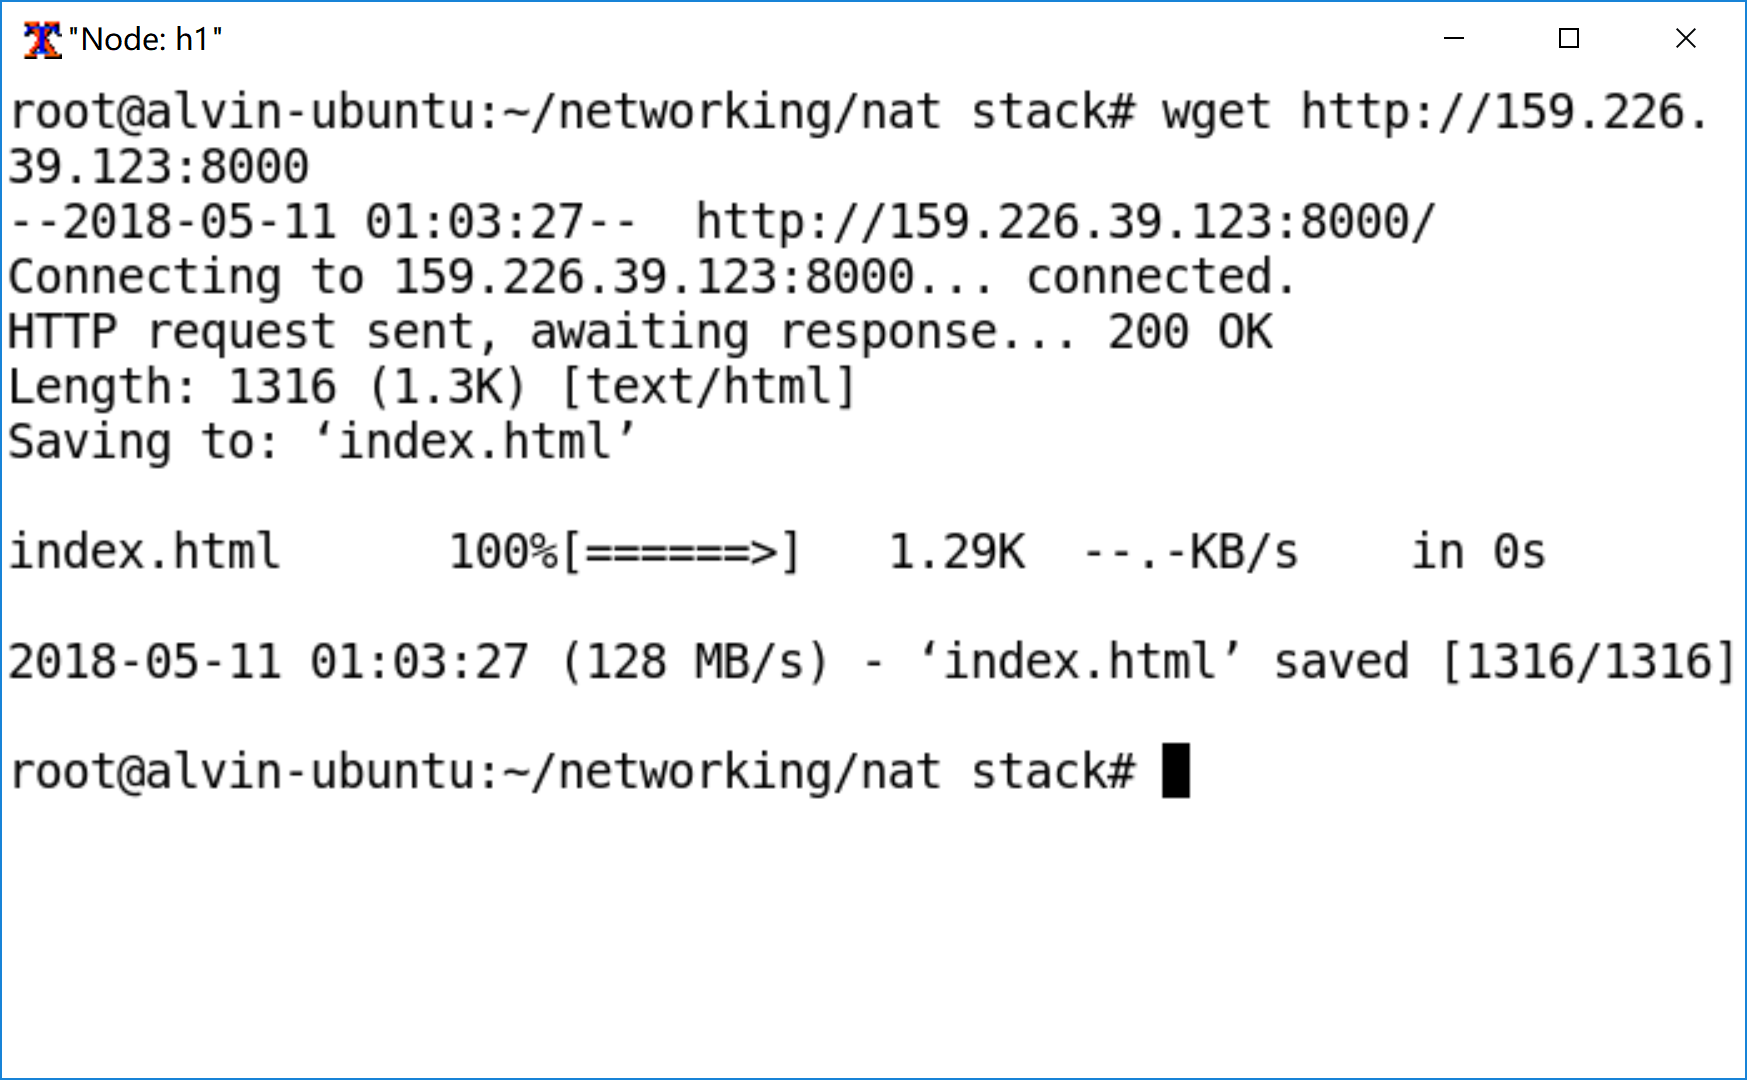 "Node: h1"
root@alvin-ubuntu:~/networking/nat stack# wget http://159.226.
39.123:8000
--2018-05-11 01:03:27--  http://159.226.39.123:8000/
Connecting to 159.226.39.123:8000... connected.
HTTP request sent, awaiting response... 200 OK
Length: 1316 (1.3K) [text/html]
Saving to: ‘index.html’
index.html      100%[======>]   1.29K  --.-KB/s    in 0s
2018-05-11 01:03:27 (128 MB/s) - ‘index.html’ saved [1316/1316]
root@alvin-ubuntu:~/networking/nat stack#